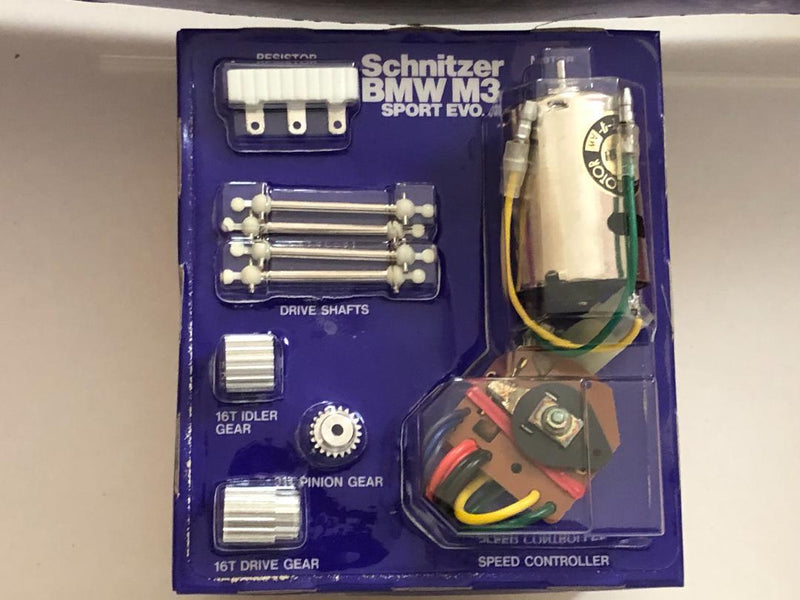 RESISTOR
Schnitzer
BMW M3
SPORT EVO.
DRIVE SHAFTS
16T IDLER
GEAR
PINION GEAR
16T DRIVE GEAR
SPEED CONTROLLER